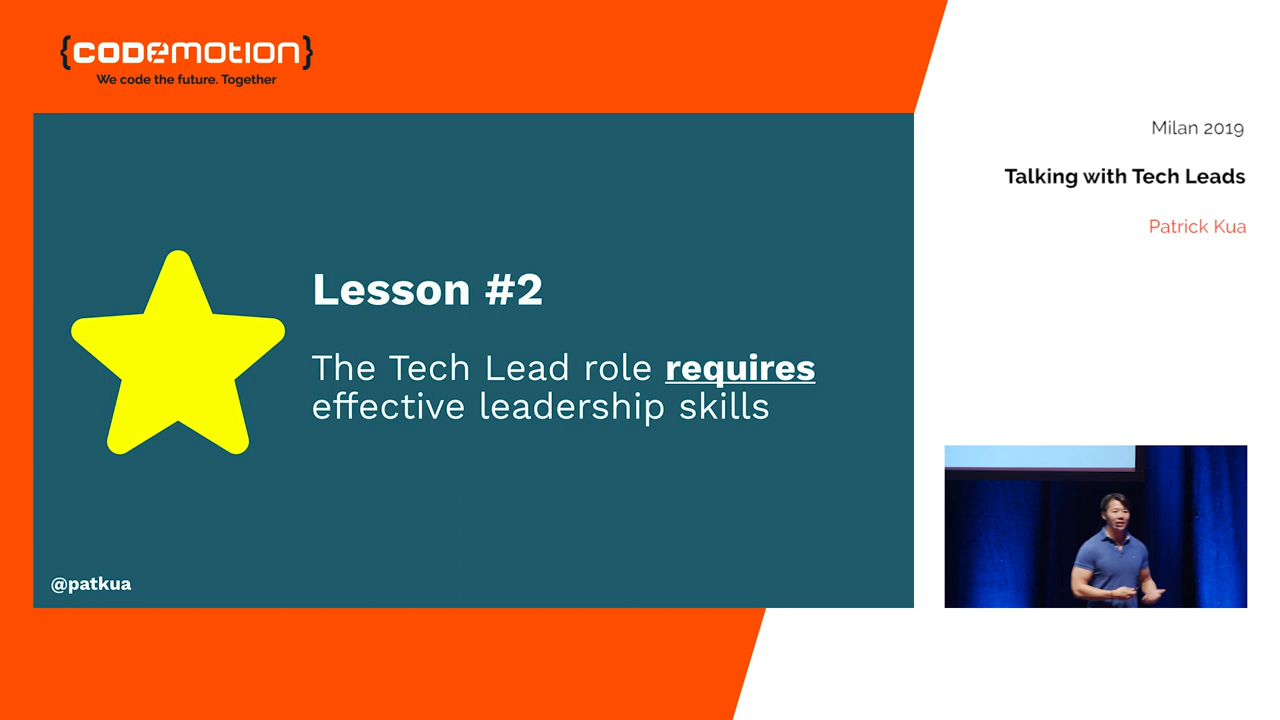 {CODEMOTION}
We code the future. Together
Milan 2019
Talking with Tech Leads
Patrick Kua
Lesson #2
The Tech Lead role requires
effective leadership skills
@patkua